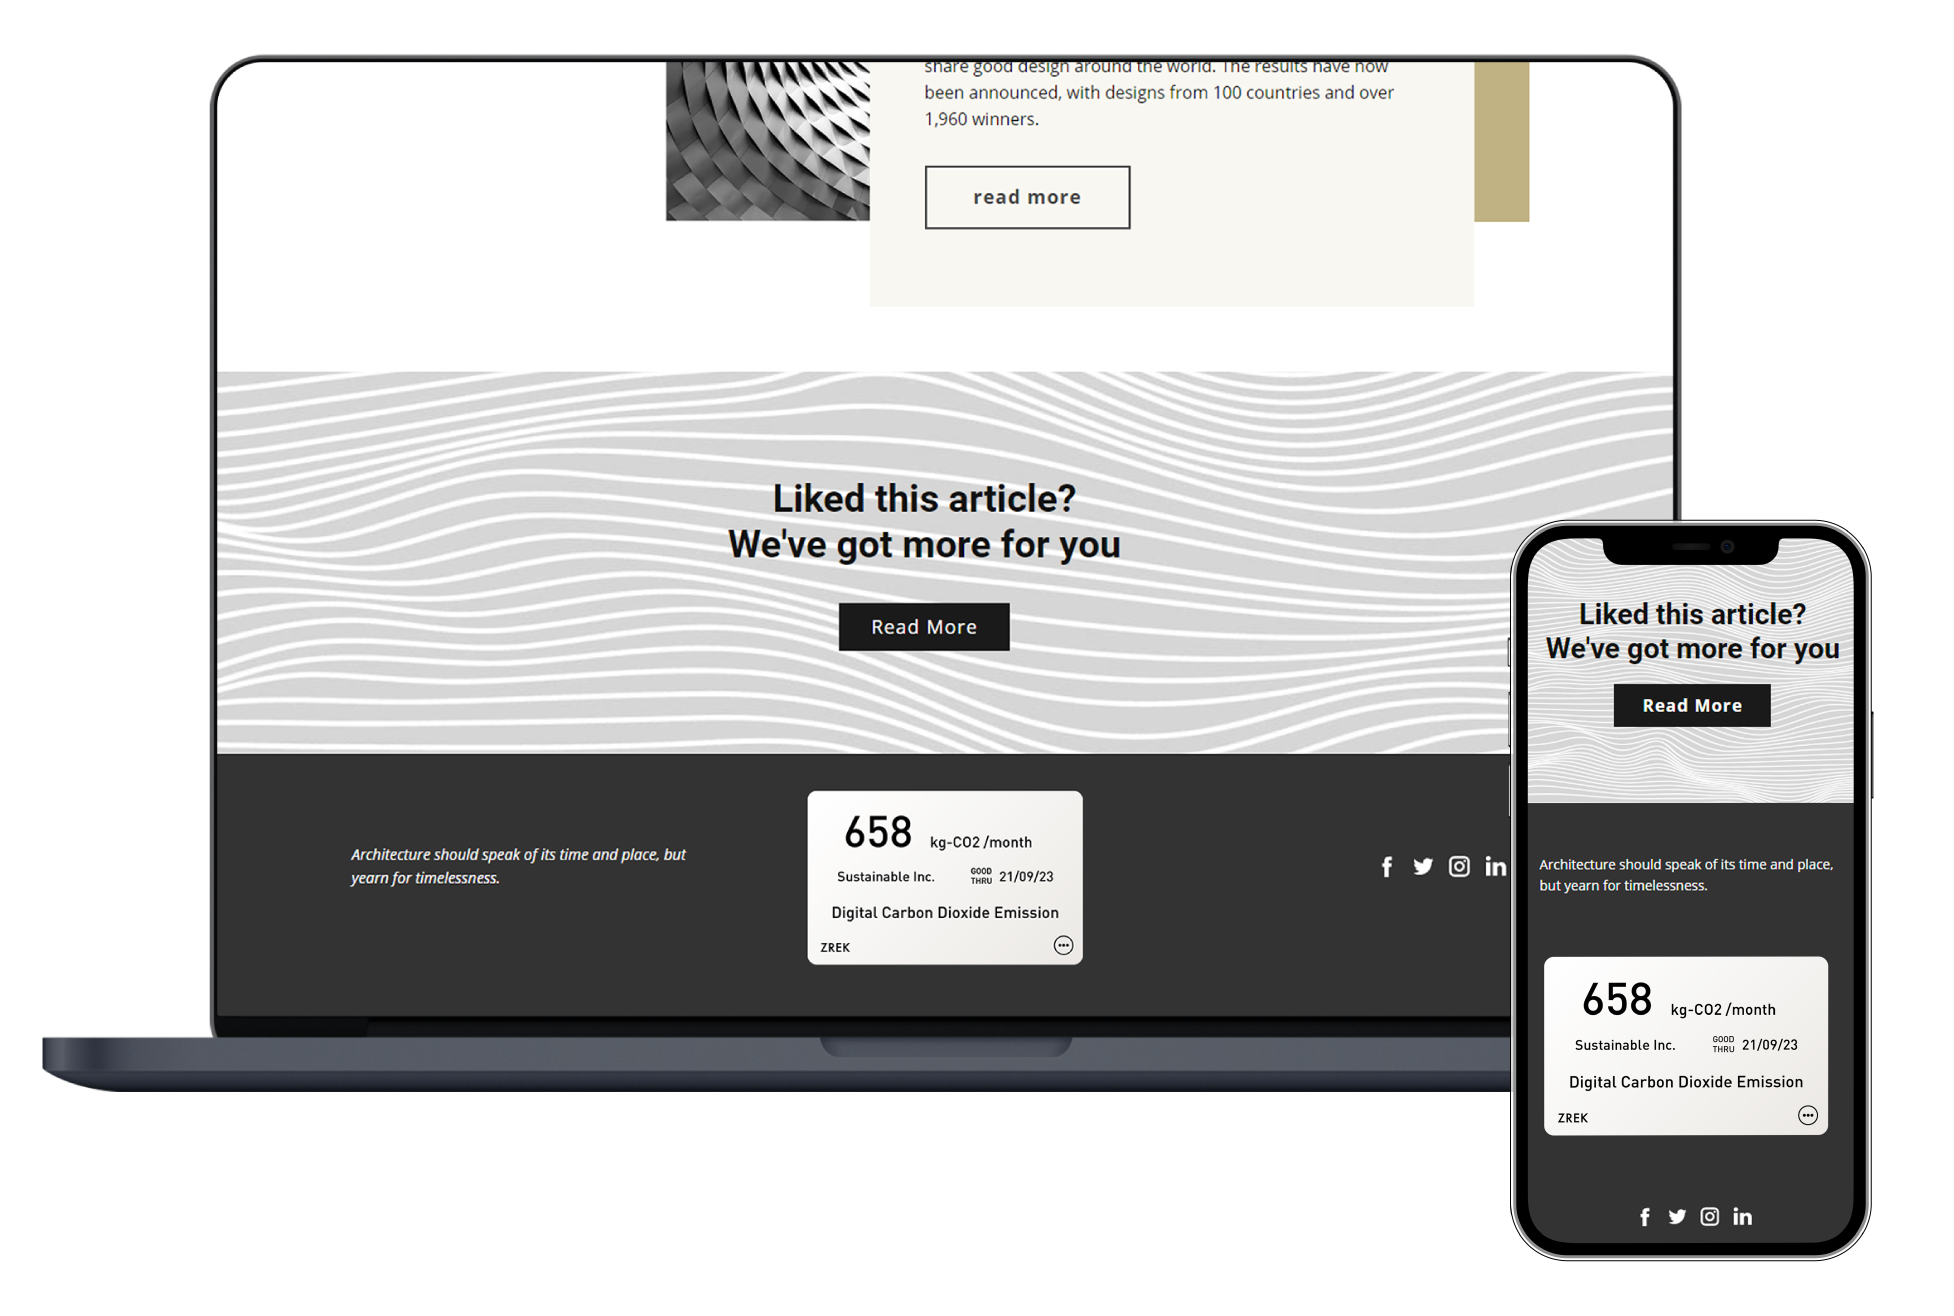 share good design around the world. The results have now
been announced, with designs from 100 countries and over
1,960 winners.
read more
Liked this article?
We've got more for you
Read More
Architecture should speak of its time and place, but
yearn for timelessness.
658 kg-CO2 /month
Sustainable Inc. GOOD THRU 21/09/23
Digital Carbon Dioxide Emission
ZREK
Liked this article?
We've got more for you
Read More
Architecture should speak of its time and place,
but yearn for timelessness.
658 kg-CO2 /month
Sustainable Inc. GOOD THRU 21/09/23
Digital Carbon Dioxide Emission
ZREK